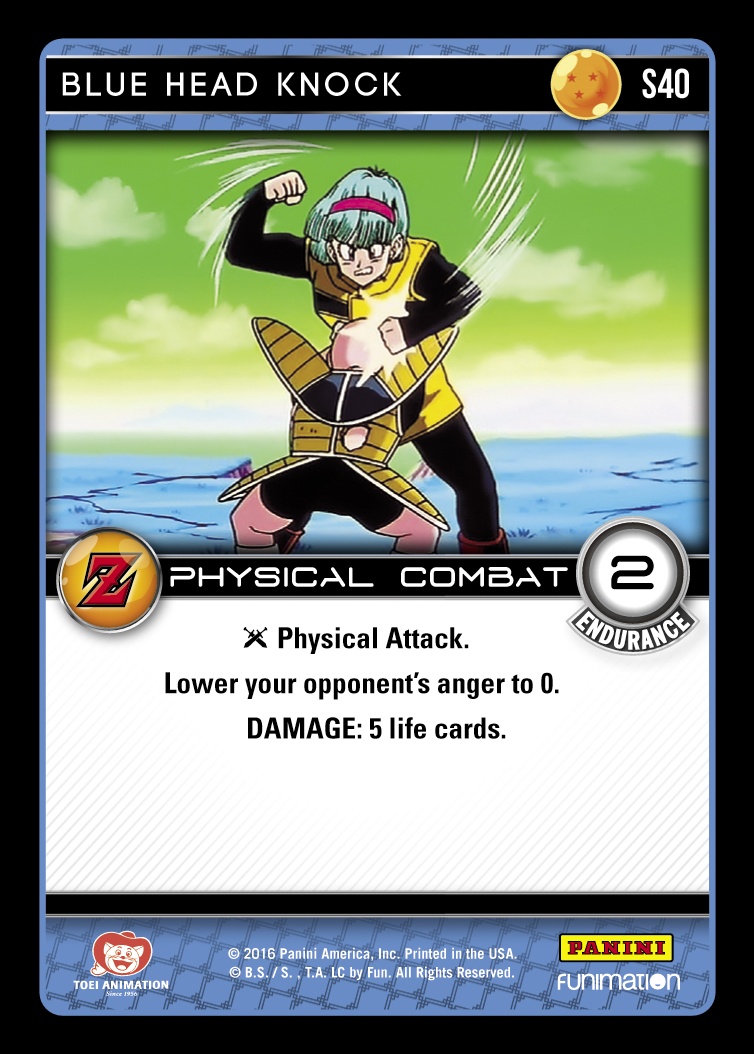 BLUE HEAD KNOCK
S40
Z
PHYSICAL COMBAT
2
ENDURANCE
Physical Attack.
Lower your opponent's anger to 0.
DAMAGE: 5 life cards.
TOEI ANIMATION
Since 1956
© 2016 Panini America, Inc. Printed in the USA.
© B.S. / S. , T.A. LC by Fun. All Rights Reserved.
PANINI
FUNIMATION